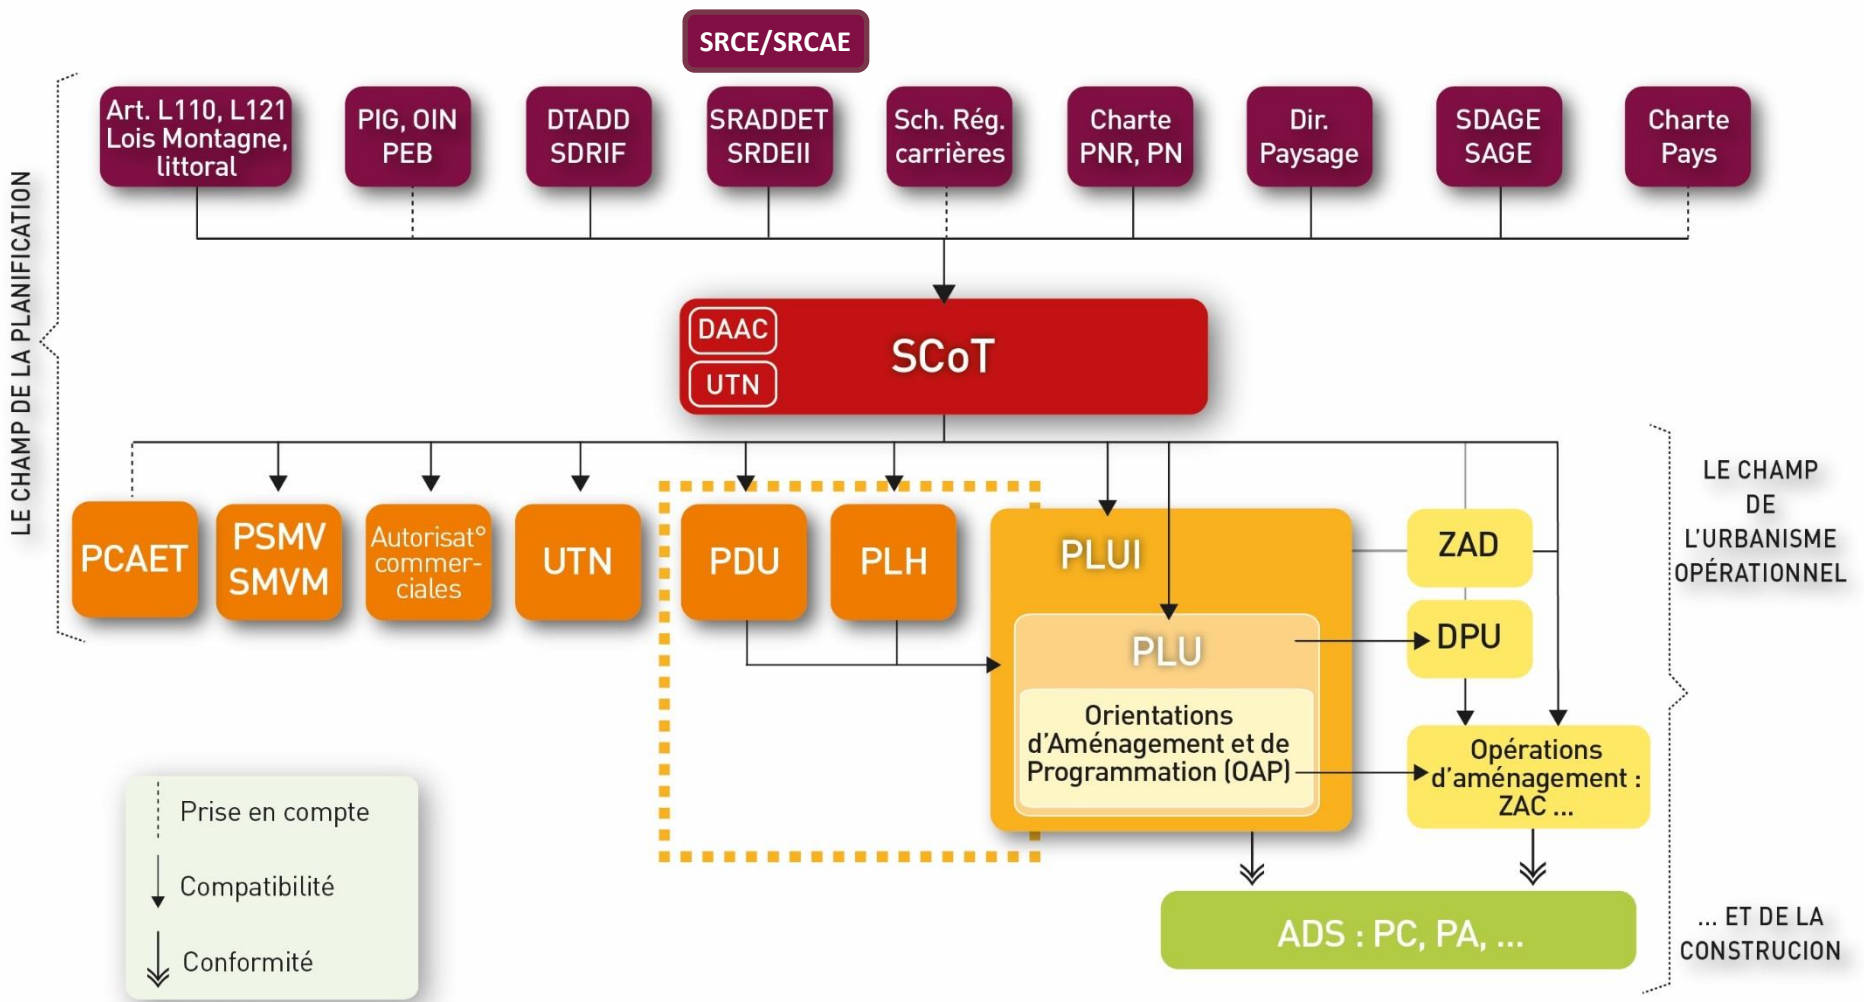 SRCE/SRCAE
Art. L110, L121
Lois Montagne,
littoral
PIG, OIN
PEB
DTADD
SDRIF
SRADDET
SRDEII
Sch. Rég.
carrières
Charte
PNR, PN
Dir.
Paysage
SDAGE
SAGE
Charte
Pays
LE CHAMP DE LA PLANIFICATION
DAAC
UTN
SCoT
PCAET
PSMV
SMVM
Autorisat°
commer-
ciales
UTN
PDU
PLH
PLUI
PLU
Orientations
d'Aménagement et de
Programmation (OAP)
ZAD
DPU
Opérations
d'aménagement :
ZAC ...
LE CHAMP
DE
L'URBANISME
OPÉRATIONNEL
... ET DE LA
CONSTRUCION
ADS : PC, PA, ...
Prise en compte
Compatibilité
Conformité